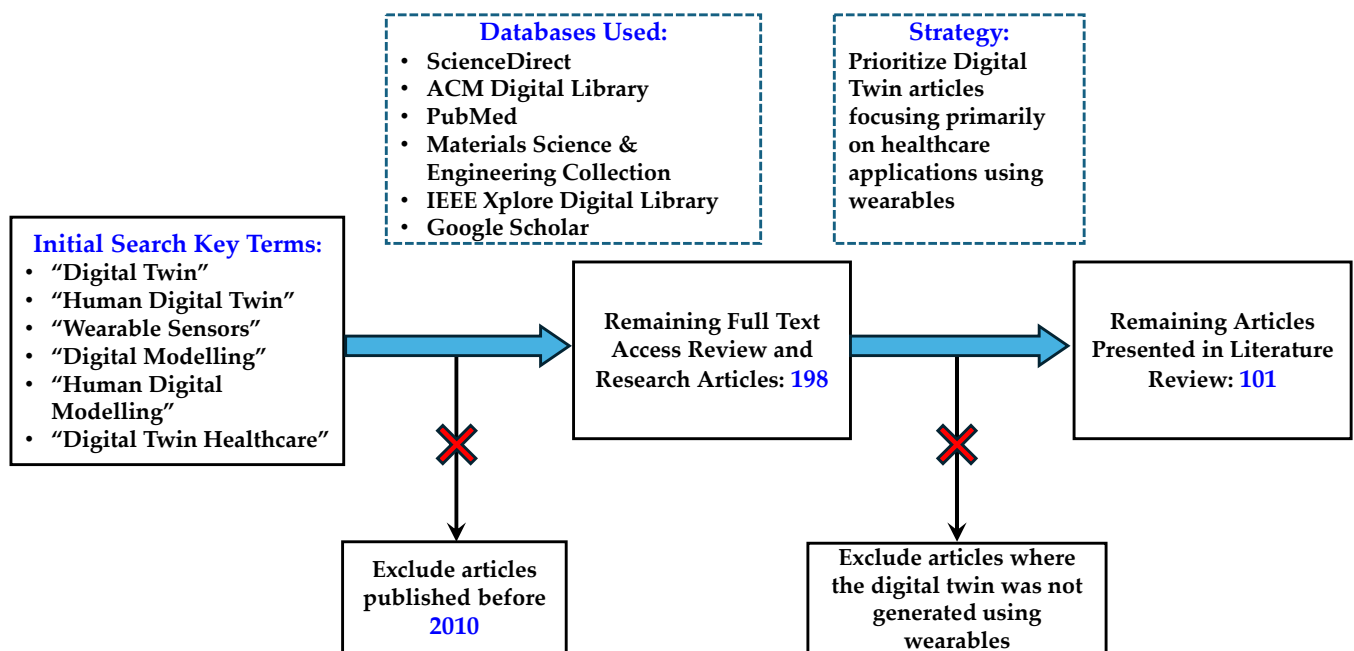 Databases Used:
• ScienceDirect
• ACM Digital Library
• PubMed
• Materials Science &
Engineering Collection
• IEEE Xplore Digital Library
• Google Scholar
Strategy:
Prioritize Digital
Twin articles
focusing primarily
on healthcare
applications using
wearables
Initial Search Key Terms:
• “Digital Twin”
• “Human Digital Twin”
• “Wearable Sensors”
• “Digital Modelling”
• “Human Digital
Modelling”
• “Digital Twin Healthcare”
Remaining Full Text
Access Review and
Research Articles: 198
Remaining Articles
Presented in Literature
Review: 101
Exclude articles
published before
2010
Exclude articles where
the digital twin was not
generated using
wearables